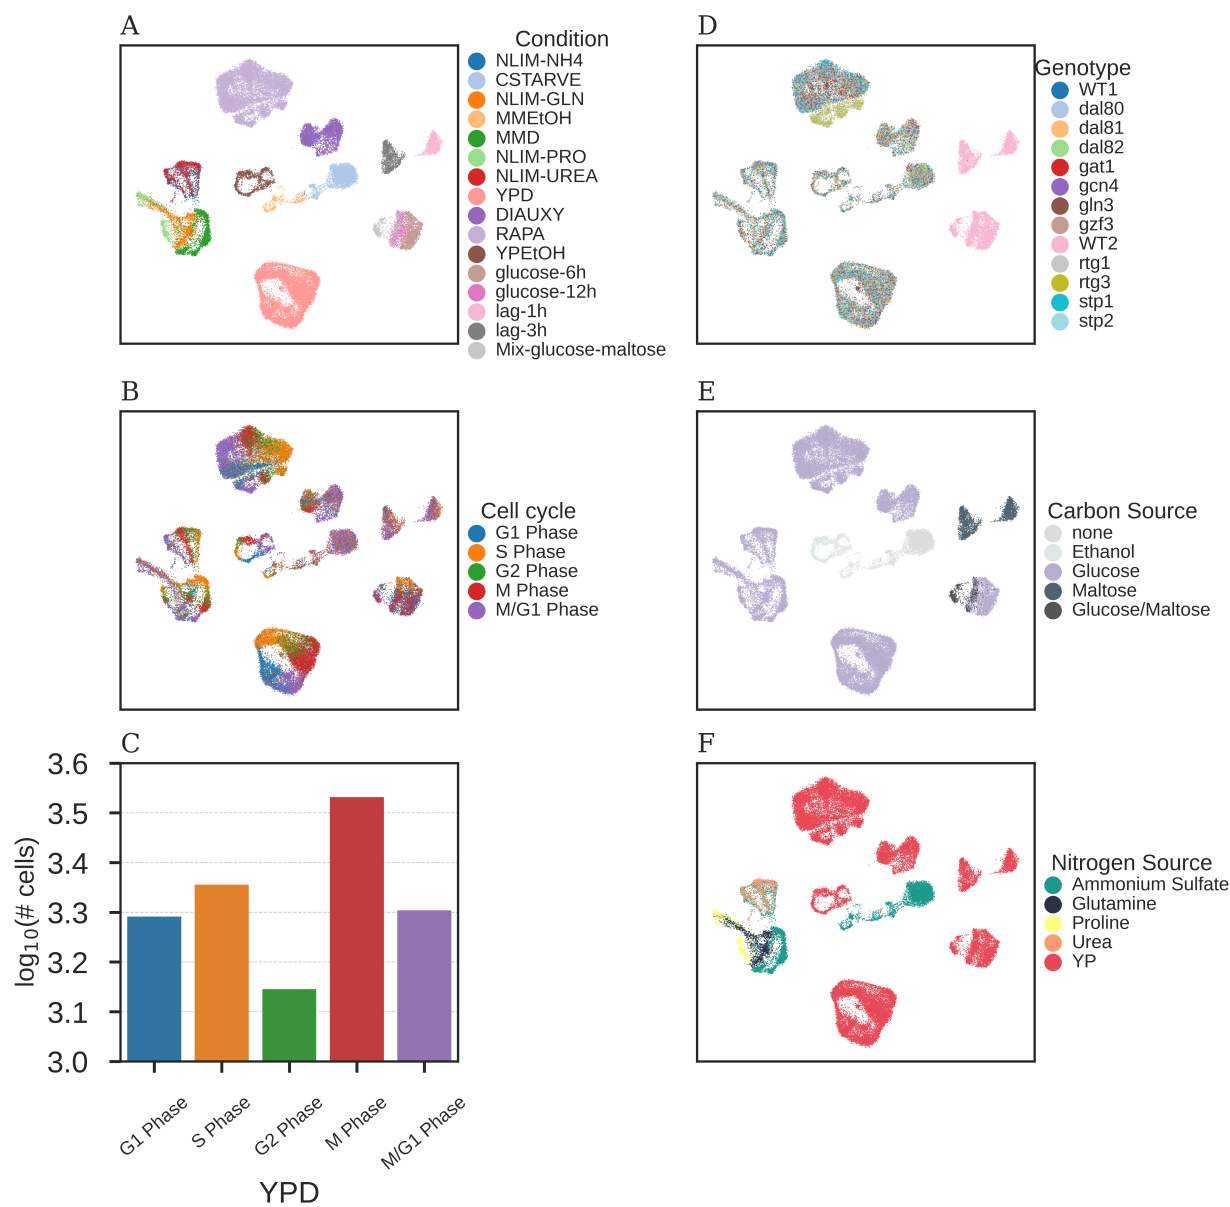 A
Condition
NLIM-NH4
CSTARVE
NLIM-GLN
MMEtOH
MMD
NLIM-PRO
NLIM-UREA
YPD
DIAUXY
RAPA
YPEtOH
glucose-6h
glucose-12h
lag-1h
lag-3h
Mix-glucose-maltose
D
Genotype
WT1
dal80
dal81
dal82
gat1
gcn4
gln3
gzf3
WT2
rtg1
rtg3
stp1
stp2
B
Cell cycle
G1 Phase
S Phase
G2 Phase
M Phase
M/G1 Phase
E
Carbon Source
none
Ethanol
Glucose
Maltose
Glucose/Maltose
C
log10(# cells)
3.6
3.5
3.4
3.3
3.2
3.1
3.0
G1 Phase
S Phase
G2 Phase
M Phase
M/G1 Phase
YPD
F
Nitrogen Source
Ammonium Sulfate
Glutamine
Proline
Urea
YP